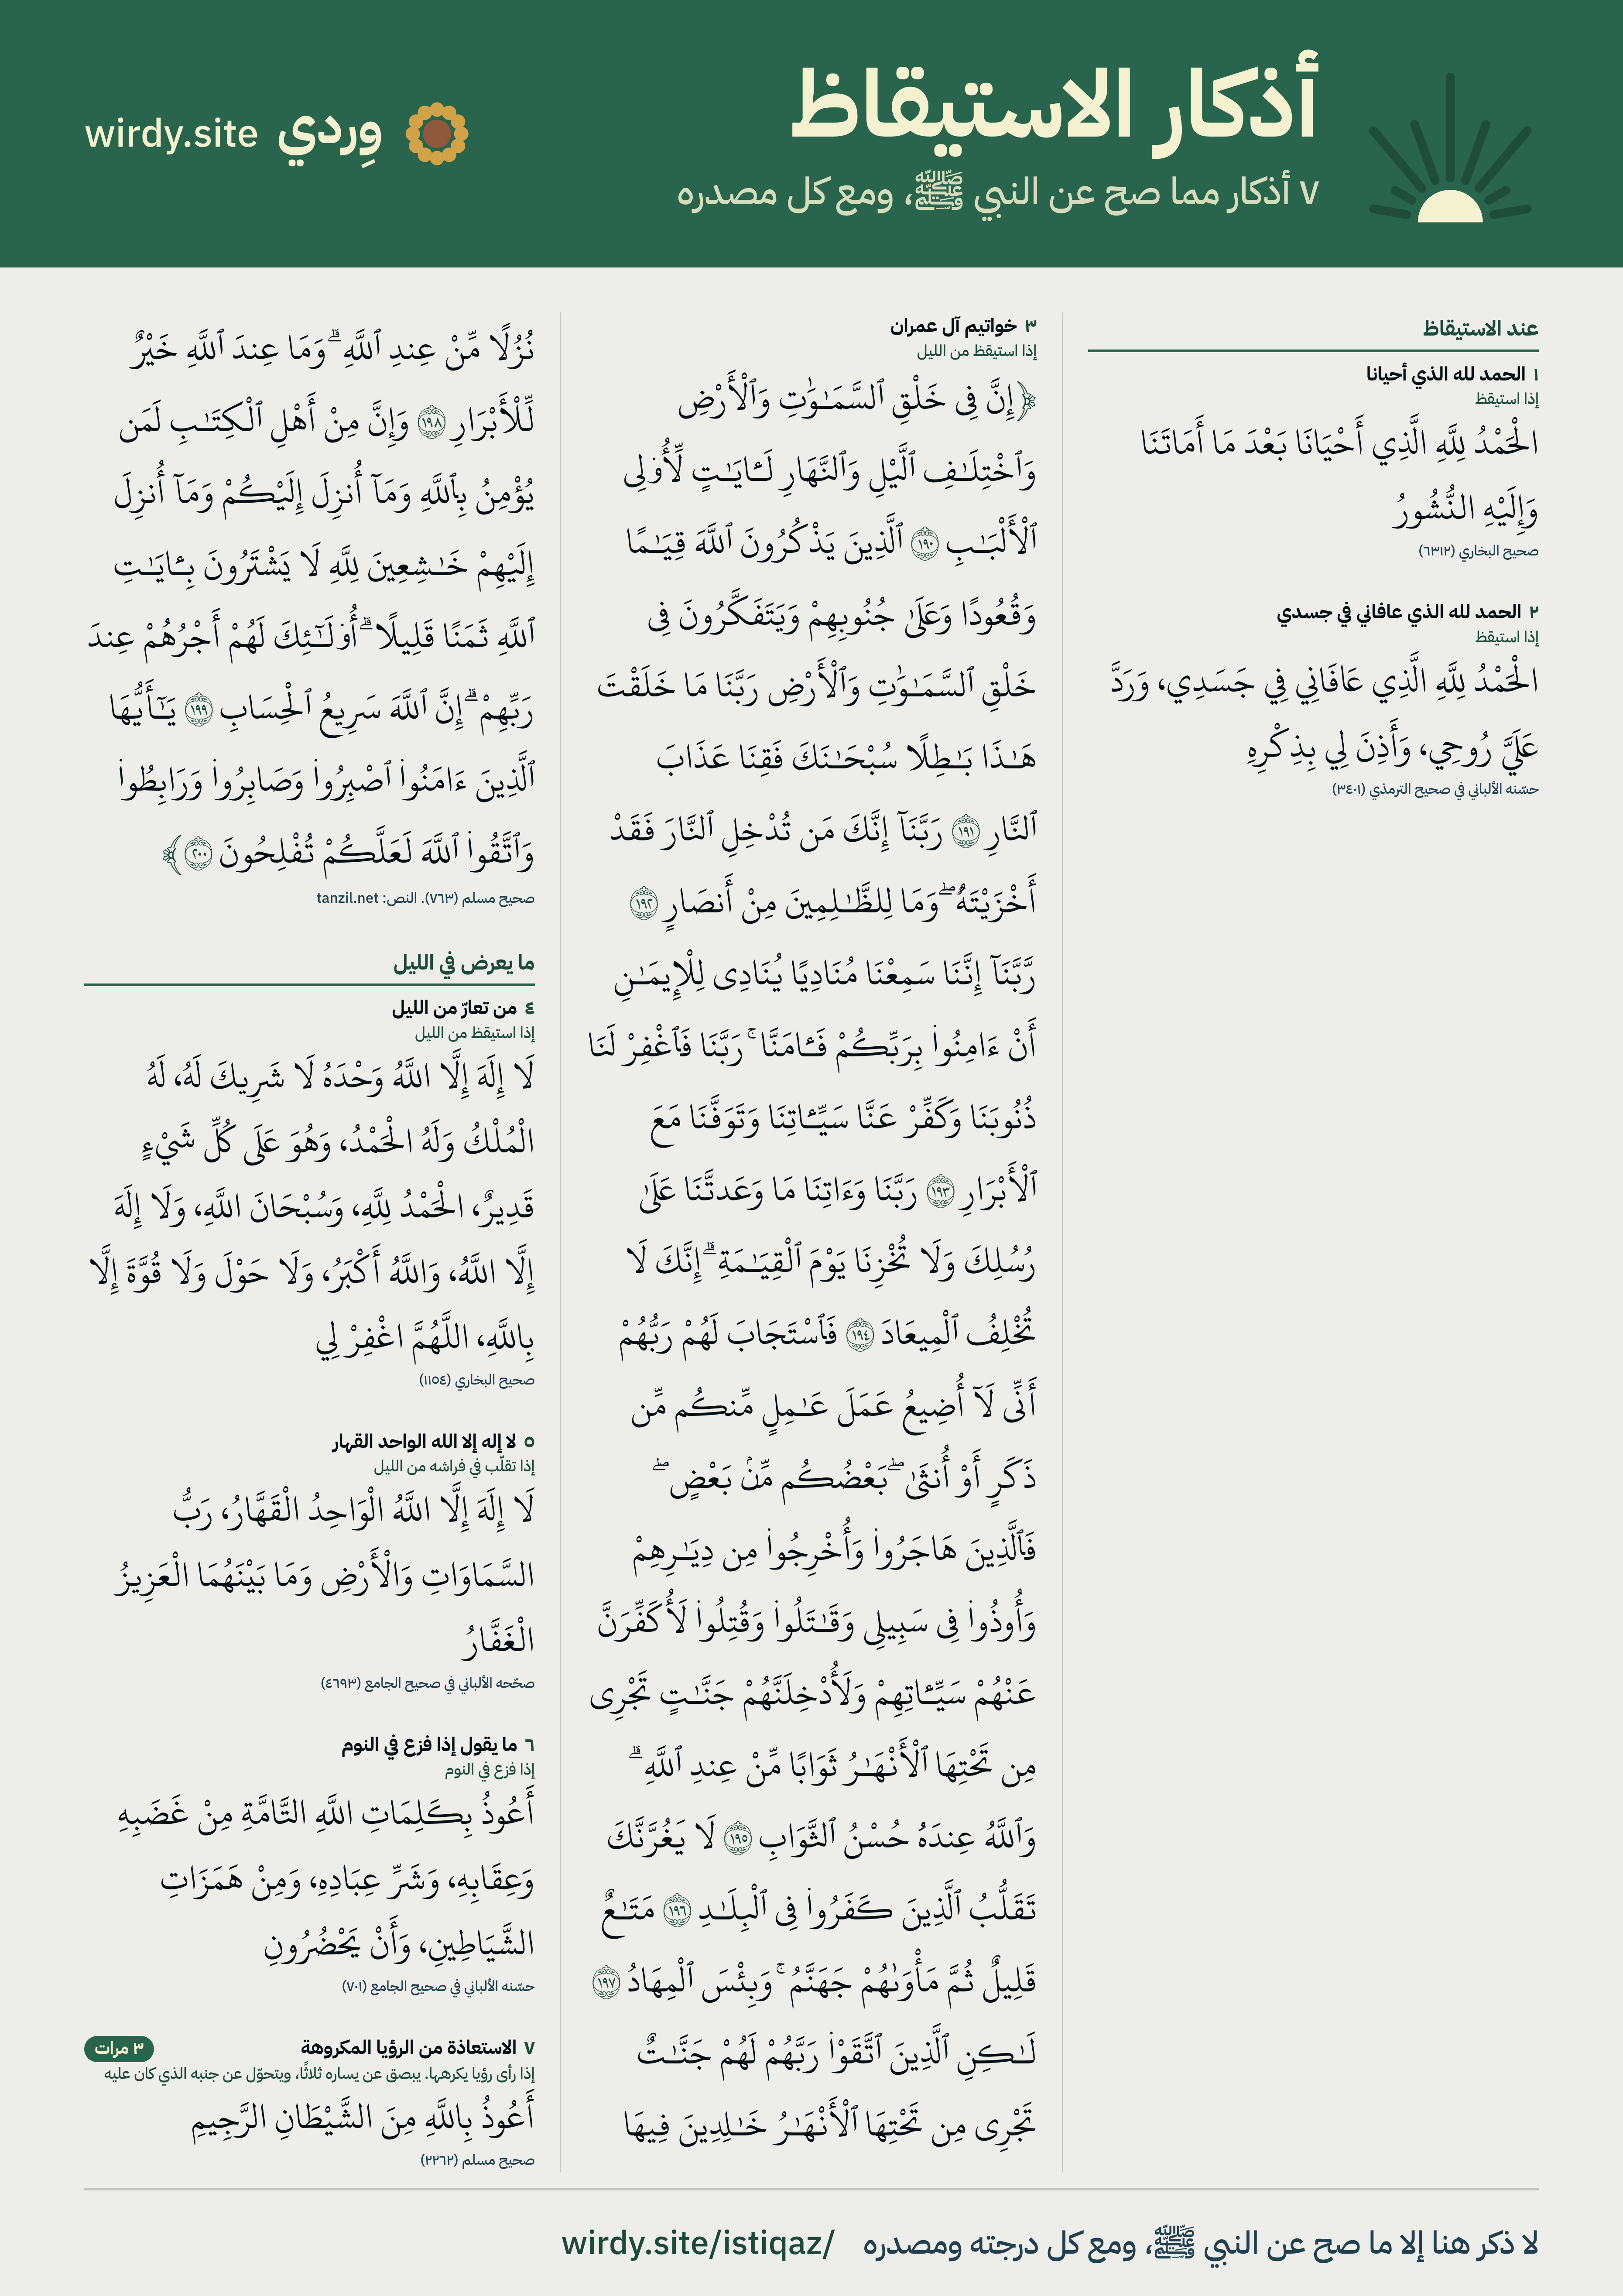 أذكار الاستيقاظ
٧ أذكار مما صح عن النبي ﷺ، ومع كل مصدره
وِردي wirdy.site
عند الاستيقاظ
١ الحمد لله الذي أحيانا
إذا استيقظ
الْحَمْدُ لِلَّهِ الَّذِي أَحْيَانَا بَعْدَ مَا أَمَاتَنَا
وَإِلَيْهِ النُّشُورُ
صحيح البخاري (٦٣١٢)
٢ الحمد لله الذي عافاني في جسدي
إذا استيقظ
الْحَمْدُ لِلَّهِ الَّذِي عَافَانِي فِي جَسَدِي، وَرَدَّ
عَلَيَّ رُوحِي، وَأَذِنَ لِي بِذِكْرِهِ
حسّنه الألباني في صحيح الترمذي (٣٤٠١)
٣ خواتيم آل عمران
إذا استيقظ من الليل
﴿إِنَّ فِى خَلْقِ ٱلسَّمَـٰوَٰتِ وَٱلْأَرْضِ
وَٱخْتِلَـٰفِ ٱلَّيْلِ وَٱلنَّهَارِ لَـَٔايَـٰتٍ لِّأُو۟لِى
ٱلْأَلْبَـٰبِ ١٩٠ ٱلَّذِينَ يَذْكُرُونَ ٱللَّهَ قِيَـٰمًا
وَقُعُودًا وَعَلَىٰ جُنُوبِهِمْ وَيَتَفَكَّرُونَ فِى
خَلْقِ ٱلسَّمَـٰوَٰتِ وَٱلْأَرْضِ رَبَّنَا مَا خَلَقْتَ
هَـٰذَا بَـٰطِلًا سُبْحَـٰنَكَ فَقِنَا عَذَابَ
ٱلنَّارِ ١٩١ رَبَّنَآ إِنَّكَ مَن تُدْخِلِ ٱلنَّارَ فَقَدْ
أَخْزَيْتَهُۥ ۖ وَمَا لِلظَّـٰلِمِينَ مِنْ أَنصَارٍ ١٩٢
رَّبَّنَآ إِنَّنَا سَمِعْنَا مُنَادِيًا يُنَادِى لِلْإِيمَـٰنِ
أَنْ ءَامِنُوا۟ بِرَبِّكُمْ فَـَٔامَنَّا ۚ رَبَّنَا فَٱغْفِرْ لَنَا
ذُنُوبَنَا وَكَفِّرْ عَنَّا سَيِّـَٔاتِنَا وَتَوَفَّنَا مَعَ
ٱلْأَبْرَارِ ١٩٣ رَبَّنَا وَءَاتِنَا مَا وَعَدتَّنَا عَلَىٰ
رُسُلِكَ وَلَا تُخْزِنَا يَوْمَ ٱلْقِيَـٰمَةِ ۗ إِنَّكَ لَا
تُخْلِفُ ٱلْمِيعَادَ ١٩٤ فَٱسْتَجَابَ لَهُمْ رَبُّهُمْ
أَنِّى لَآ أُضِيعُ عَمَلَ عَـٰمِلٍ مِّنكُم مِّن
ذَكَرٍ أَوْ أُنثَىٰ ۖ بَعْضُكُم مِّنۢ بَعْضٍ ۖ
فَٱلَّذِينَ هَاجَرُوا۟ وَأُخْرِجُوا۟ مِن دِيَـٰرِهِمْ
وَأُوذُوا۟ فِى سَبِيلِى وَقَـٰتَلُوا۟ وَقُتِلُوا۟ لَأُكَفِّرَنَّ
عَنْهُمْ سَيِّـَٔاتِهِمْ وَلَأُدْخِلَنَّهُمْ جَنَّـٰتٍ تَجْرِى
مِن تَحْتِهَا ٱلْأَنْهَـٰرُ ثَوَابًا مِّنْ عِندِ ٱللَّهِ ۗ
وَٱللَّهُ عِندَهُۥ حُسْنُ ٱلثَّوَابِ ١٩٥ لَا يَغُرَّنَّكَ
تَقَلُّبُ ٱلَّذِينَ كَفَرُوا۟ فِى ٱلْبِلَـٰدِ ١٩٦ مَتَـٰعٌ
قَلِيلٌ ثُمَّ مَأْوَىٰهُمْ جَهَنَّمُ ۚ وَبِئْسَ ٱلْمِهَادُ ١٩٧
لَـٰكِنِ ٱلَّذِينَ ٱتَّقَوْا۟ رَبَّهُمْ لَهُمْ جَنَّـٰتٌ
تَجْرِى مِن تَحْتِهَا ٱلْأَنْهَـٰرُ خَـٰلِدِينَ فِيهَا
نُزُلًا مِّنْ عِندِ ٱللَّهِ ۗ وَمَا عِندَ ٱللَّهِ خَيْرٌ
لِّلْأَبْرَارِ ١٩٨ وَإِنَّ مِنْ أَهْلِ ٱلْكِتَـٰبِ لَمَن
يُؤْمِنُ بِٱللَّهِ وَمَآ أُنزِلَ إِلَيْكُمْ وَمَآ أُنزِلَ
إِلَيْهِمْ خَـٰشِعِينَ لِلَّهِ لَا يَشْتَرُونَ بِـَٔايَـٰتِ
ٱللَّهِ ثَمَنًا قَلِيلًا ۗ أُو۟لَـٰٓئِكَ لَهُمْ أَجْرُهُمْ عِندَ
رَبِّهِمْ ۗ إِنَّ ٱللَّهَ سَرِيعُ ٱلْحِسَابِ ١٩٩ يَـٰٓأَيُّهَا
ٱلَّذِينَ ءَامَنُوا۟ ٱصْبِرُوا۟ وَصَابِرُوا۟ وَرَابِطُوا۟
وَٱتَّقُوا۟ ٱللَّهَ لَعَلَّكُمْ تُفْلِحُونَ ٢٠٠﴾
صحيح مسلم (٧٦٣). النص: tanzil.net
ما يعرض في الليل
٤ من تعارّ من الليل
إذا استيقظ من الليل
لَا إِلَهَ إِلَّا اللَّهُ وَحْدَهُ لَا شَرِيكَ لَهُ، لَهُ
الْمُلْكُ وَلَهُ الْحَمْدُ، وَهُوَ عَلَى كُلِّ شَيْءٍ
قَدِيرٌ، الْحَمْدُ لِلَّهِ، وَسُبْحَانَ اللَّهِ، وَلَا إِلَهَ
إِلَّا اللَّهُ، وَاللَّهُ أَكْبَرُ، وَلَا حَوْلَ وَلَا قُوَّةَ إِلَّا
بِاللَّهِ، اللَّهُمَّ اغْفِرْ لِي
صحيح البخاري (١١٥٤)
٥ لا إله إلا الله الواحد القهار
إذا تقلّب في فراشه من الليل
لَا إِلَهَ إِلَّا اللَّهُ الْوَاحِدُ الْقَهَّارُ، رَبُّ
السَّمَاوَاتِ وَالْأَرْضِ وَمَا بَيْنَهُمَا الْعَزِيزُ
الْغَفَّارُ
صحّحه الألباني في صحيح الجامع (٤٦٩٣)
٦ ما يقول إذا فزع في النوم
إذا فزع في النوم
أَعُوذُ بِكَلِمَاتِ اللَّهِ التَّامَّةِ مِنْ غَضَبِهِ
وَعِقَابِهِ، وَشَرِّ عِبَادِهِ، وَمِنْ هَمَزَاتِ
الشَّيَاطِينِ، وَأَنْ يَحْضُرُونِ
حسّنه الألباني في صحيح الجامع (٧٠١)
٧ الاستعاذة من الرؤيا المكروهة
٣ مرات
إذا رأى رؤيا يكرهها. يبصق عن يساره ثلاثًا، ويتحوّل عن جنبه الذي كان عليه
أَعُوذُ بِاللَّهِ مِنَ الشَّيْطَانِ الرَّجِيمِ
صحيح مسلم (٢٢٦٢)
لا ذكر هنا إلا ما صح عن النبي ﷺ، ومع كل درجته ومصدره wirdy.site/istiqaz/